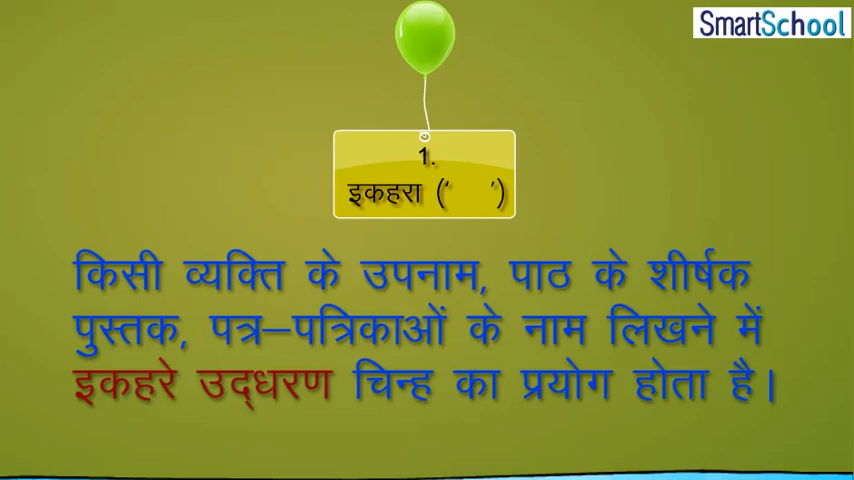 SmartSchool
1.
इकहरा (‘ ’)
किसी व्यक्ति के उपनाम, पाठ के शीर्षक
पुस्तक, पत्र–पत्रिकाओं के नाम लिखने में
इकहरे उद्धरण चिन्ह का प्रयोग होता है।